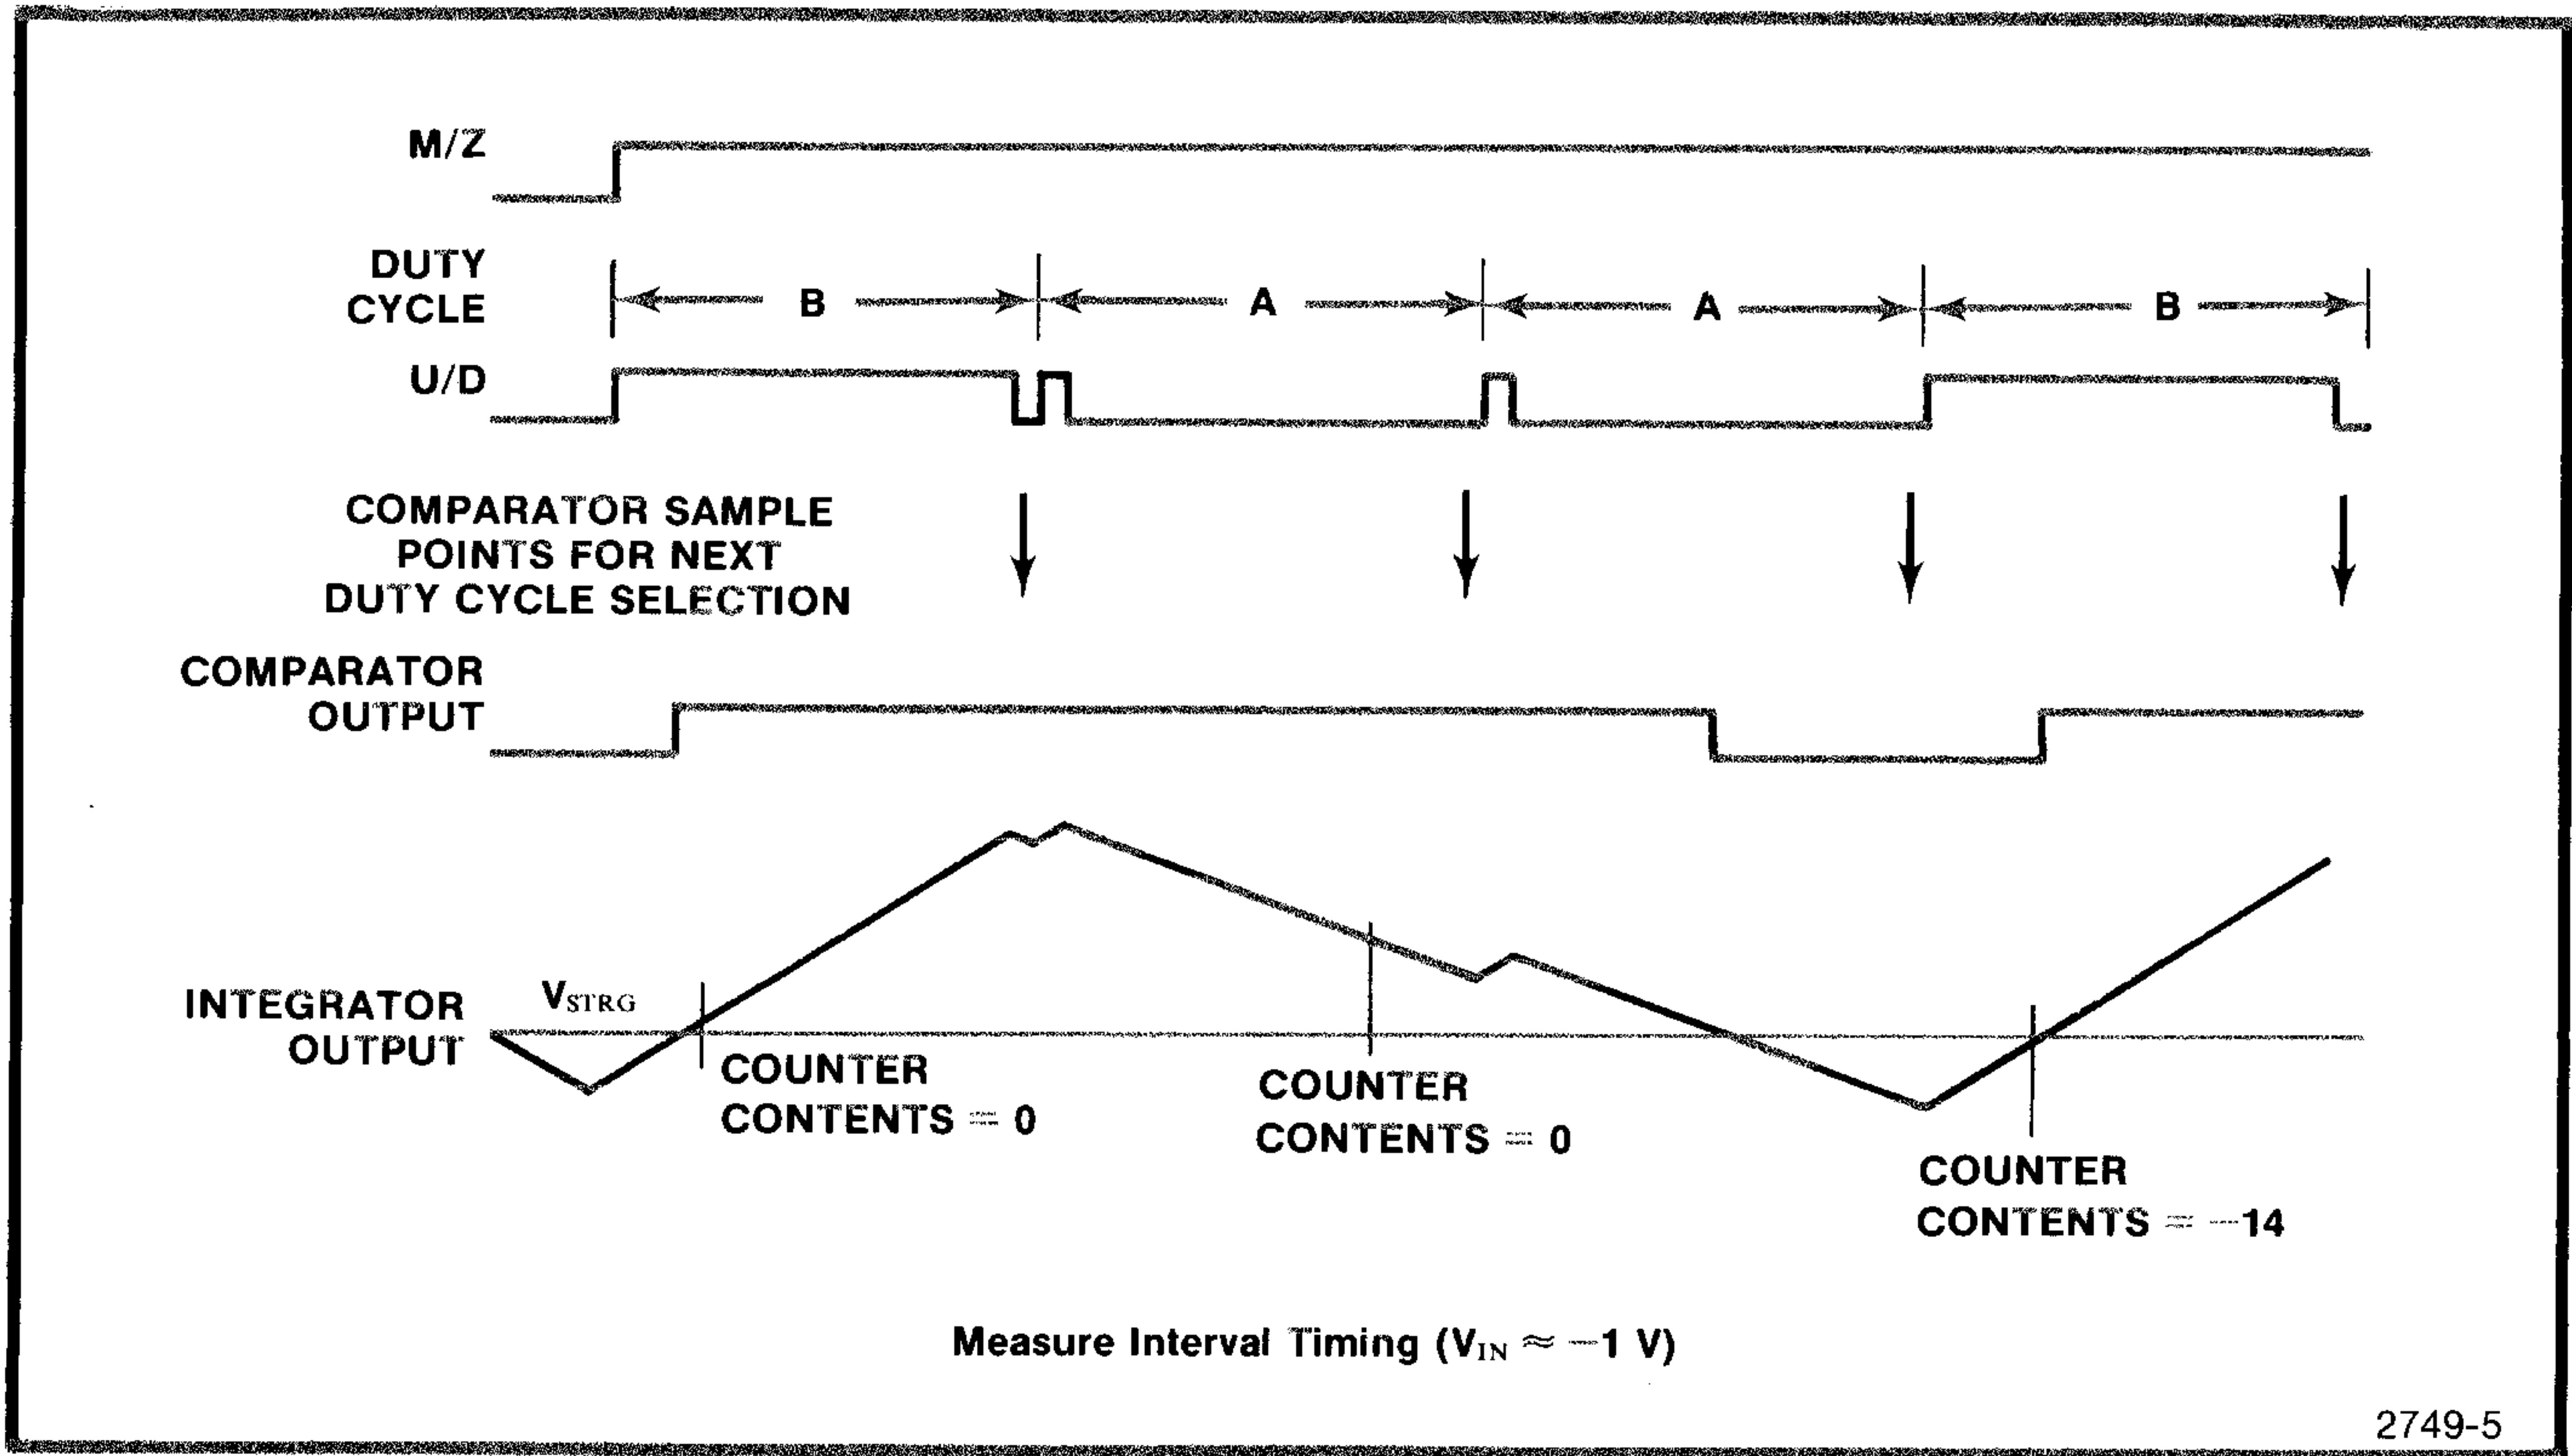 M/Z
DUTY
CYCLE
B
A
A
B
U/D
COMPARATOR SAMPLE
POINTS FOR NEXT
DUTY CYCLE SELECTION
COMPARATOR
OUTPUT
INTEGRATOR
OUTPUT
VSTRG
COUNTER
CONTENTS = 0
COUNTER
CONTENTS = 0
COUNTER
CONTENTS = −14
Measure Interval Timing (VIN ≈ −1 V)
2749-5